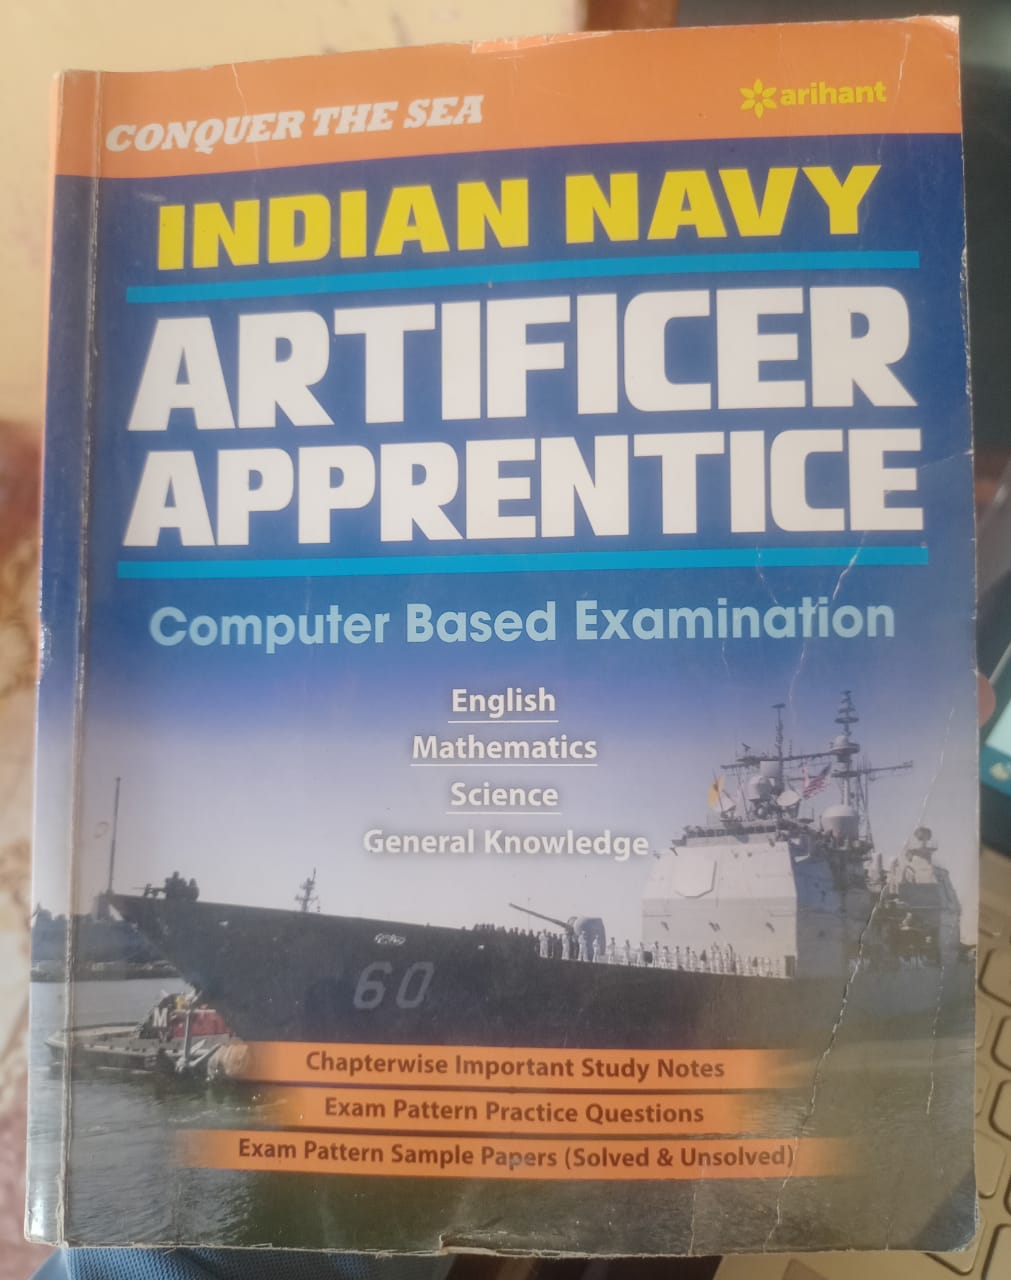 CONQUER THE SEA
arihant
INDIAN NAVY
ARTIFICER
APPRENTICE
Computer Based Examination
English
Mathematics
Science
General Knowledge
60
M
Chapterwise Important Study Notes
Exam Pattern Practice Questions
Exam Pattern Sample Papers (Solved & Unsolved)